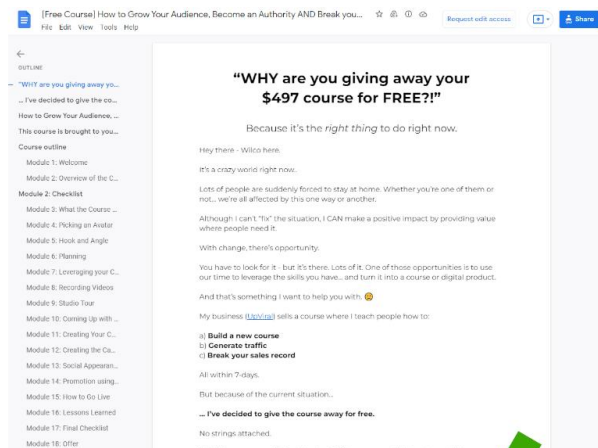 [Free Course] How to Grow Your Audience, Become an Authority AND Break you...
Request edit access
Share
File Edit View Tools Help
OUTLINE
"WHY are you giving away yo...
... I've decided to give the co...
How to Grow Your Audience, ...
This course is brought to you...
Course outline
Module 1: Welcome
Module 2: Overview of the C...
Module 2: Checklist
Module 3: What the Course ...
Module 4: Picking an Avatar
Module 5: Hook and Angle
Module 6: Planning
Module 7: Leveraging your C...
Module 8: Recording Videos
Module 9: Studio Tour
Module 10: Coming Up with ...
Module 11: Creating Your C...
Module 12: Creating the Ca...
Module 13: Social Appearan...
Module 14: Promotion using...
Module 15: How to Go Live
Module 16: Lessons Learned
Module 17: Final Checklist
Module 18: Offer
"WHY are you giving away your
$497 course for FREE?!"
Because it's the right thing to do right now.
Hey there - Wilco here.
It's a crazy world right now.
Lots of people are suddenly forced to stay at home. Whether you're one of them or
not... we're all affected by this one way or another.
Although I can't "fix" the situation, I CAN make a positive impact by providing value
where people need it.
With change, there's opportunity.
You have to look for it - but it's there. Lots of it. One of those opportunities is to use
our time to leverage the skills you have... and turn it into a course or digital product.
And that's something I want to help you with.
My business (UpViral) sells a course where I teach people how to:
a) Build a new course
b) Generate traffic
c) Break your sales record
All within 7-days.
But because of the current situation...
... I've decided to give the course away for free.
No strings attached.